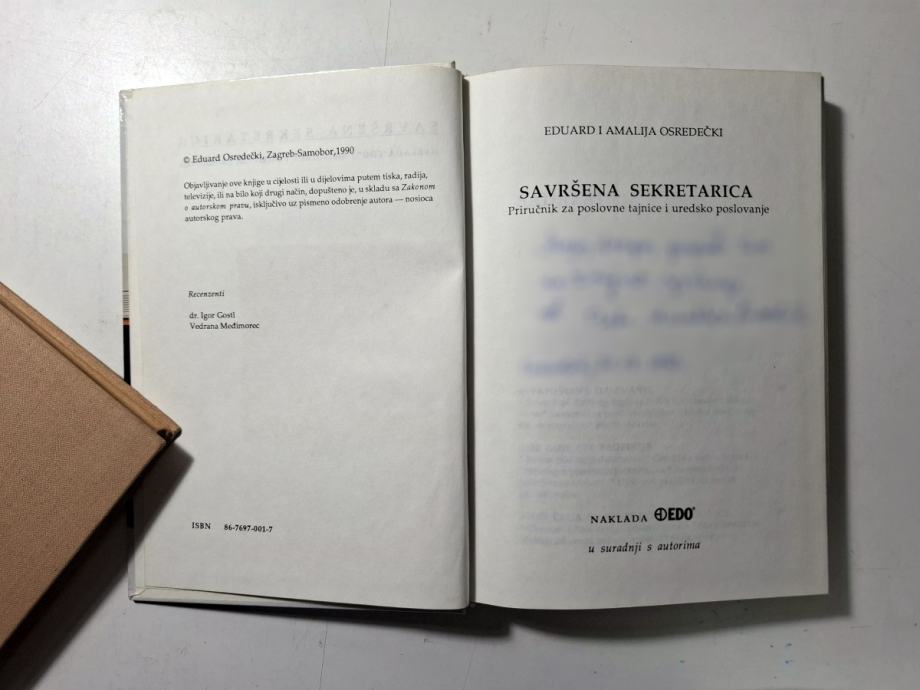 © Eduard Osredečki, Zagreb-Samobor,1990
Objavljivanje ove knjige u cijelosti ili u dijelovima putem tiska, radija,
televizije, ili na bilo koji drugi način, dopušteno je, u skladu sa Zakonom
o autorskom pravu, isključivo uz pismeno odobrenje autora — nosioca
autorskog prava.
Recenzenti
dr. Igor Gostl
Vedrana Međimorec
ISBN 86-7697-001-7
EDUARD I AMALIJA OSREDEČKI
SAVRŠENA SEKRETARICA
Priručnik za poslovne tajnice i uredsko poslovanje
NAKLADA EDO®
u suradnji s autorima